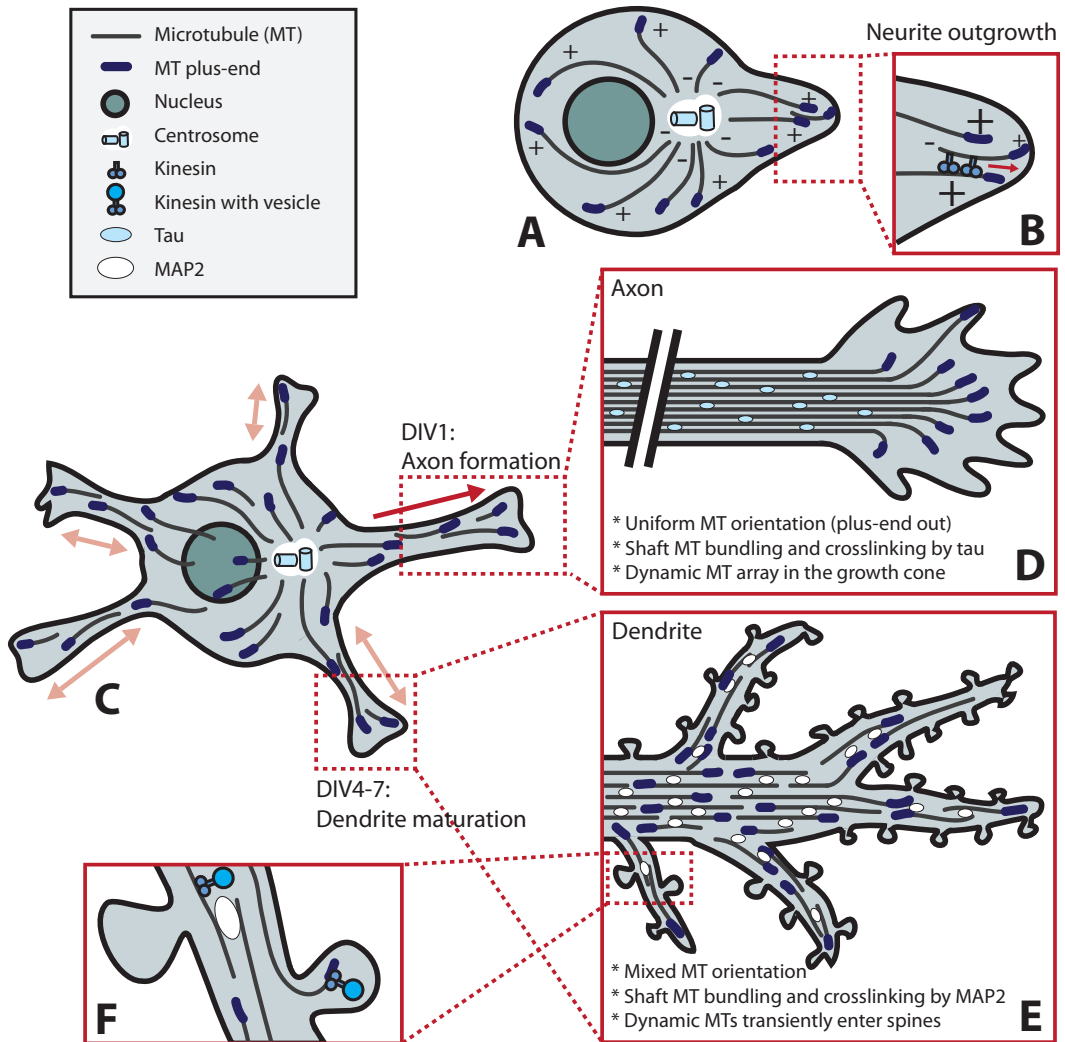 Microtubule (MT)
MT plus-end
Nucleus
Centrosome
Kinesin
Kinesin with vesicle
Tau
MAP2
+
+
+
+
+
+
+
+
-
-
-
-
-
A
Neurite outgrowth
+
-
+
+
B
DIV1:
Axon formation
C
DIV4-7:
Dendrite maturation
Axon
* Uniform MT orientation (plus-end out)
* Shaft MT bundling and crosslinking by tau
* Dynamic MT array in the growth cone
D
Dendrite
* Mixed MT orientation
* Shaft MT bundling and crosslinking by MAP2
* Dynamic MTs transiently enter spines
E
F